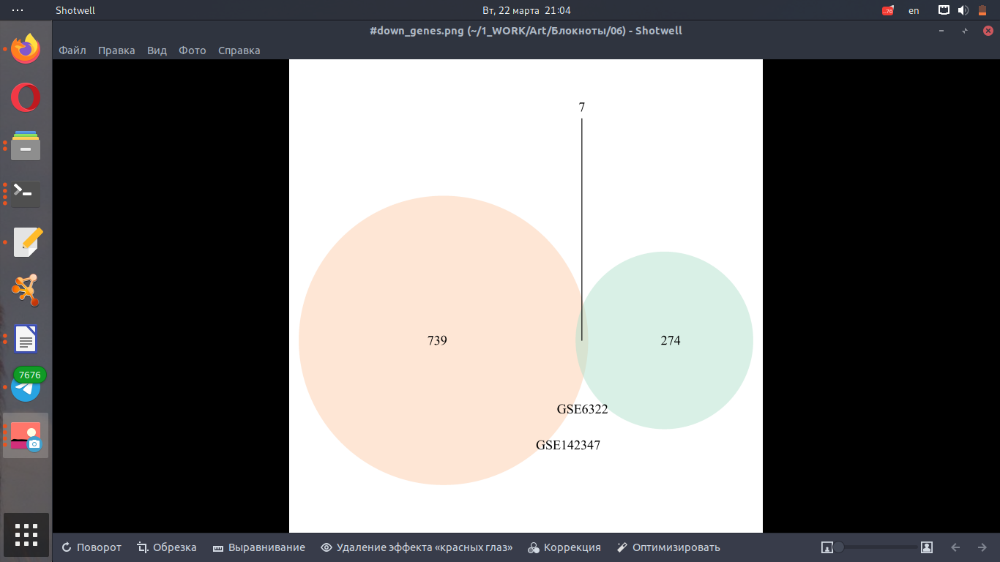 Shotwell
Вт, 22 марта 21:04
en
#down_genes.png (~/1_WORK/Art/Блокноты/06) - Shotwell
Файл Правка Вид Фото Справка
7
739
274
GSE6322
GSE142347
7676
Поворот Обрезка Выравнивание Удаление эффекта «красных глаз» Коррекция Оптимизировать